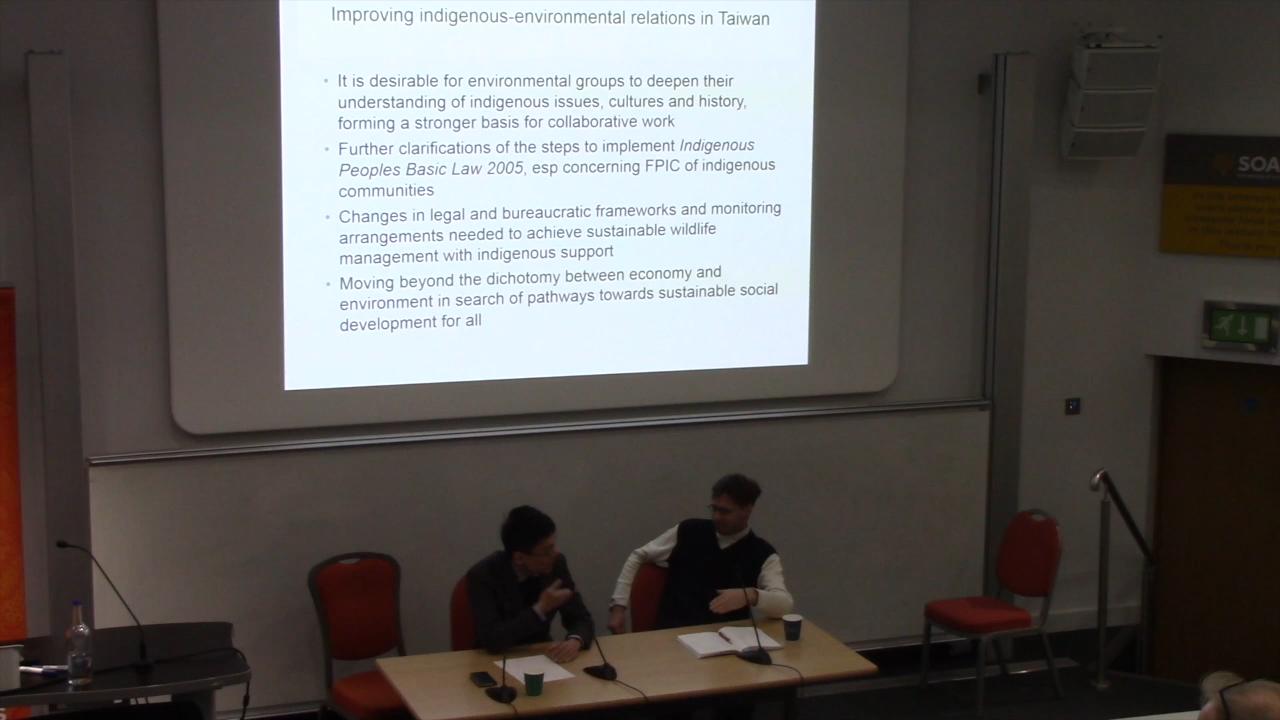 Improving indigenous-environmental relations in Taiwan
• It is desirable for environmental groups to deepen their
understanding of indigenous issues, cultures and history,
forming a stronger basis for collaborative work
• Further clarifications of the steps to implement Indigenous
Peoples Basic Law 2005, esp concerning FPIC of indigenous
communities
• Changes in legal and bureaucratic frameworks and monitoring
arrangements needed to achieve sustainable wildlife
management with indigenous support
• Moving beyond the dichotomy between economy and
environment in search of pathways towards sustainable social
development for all
SOA